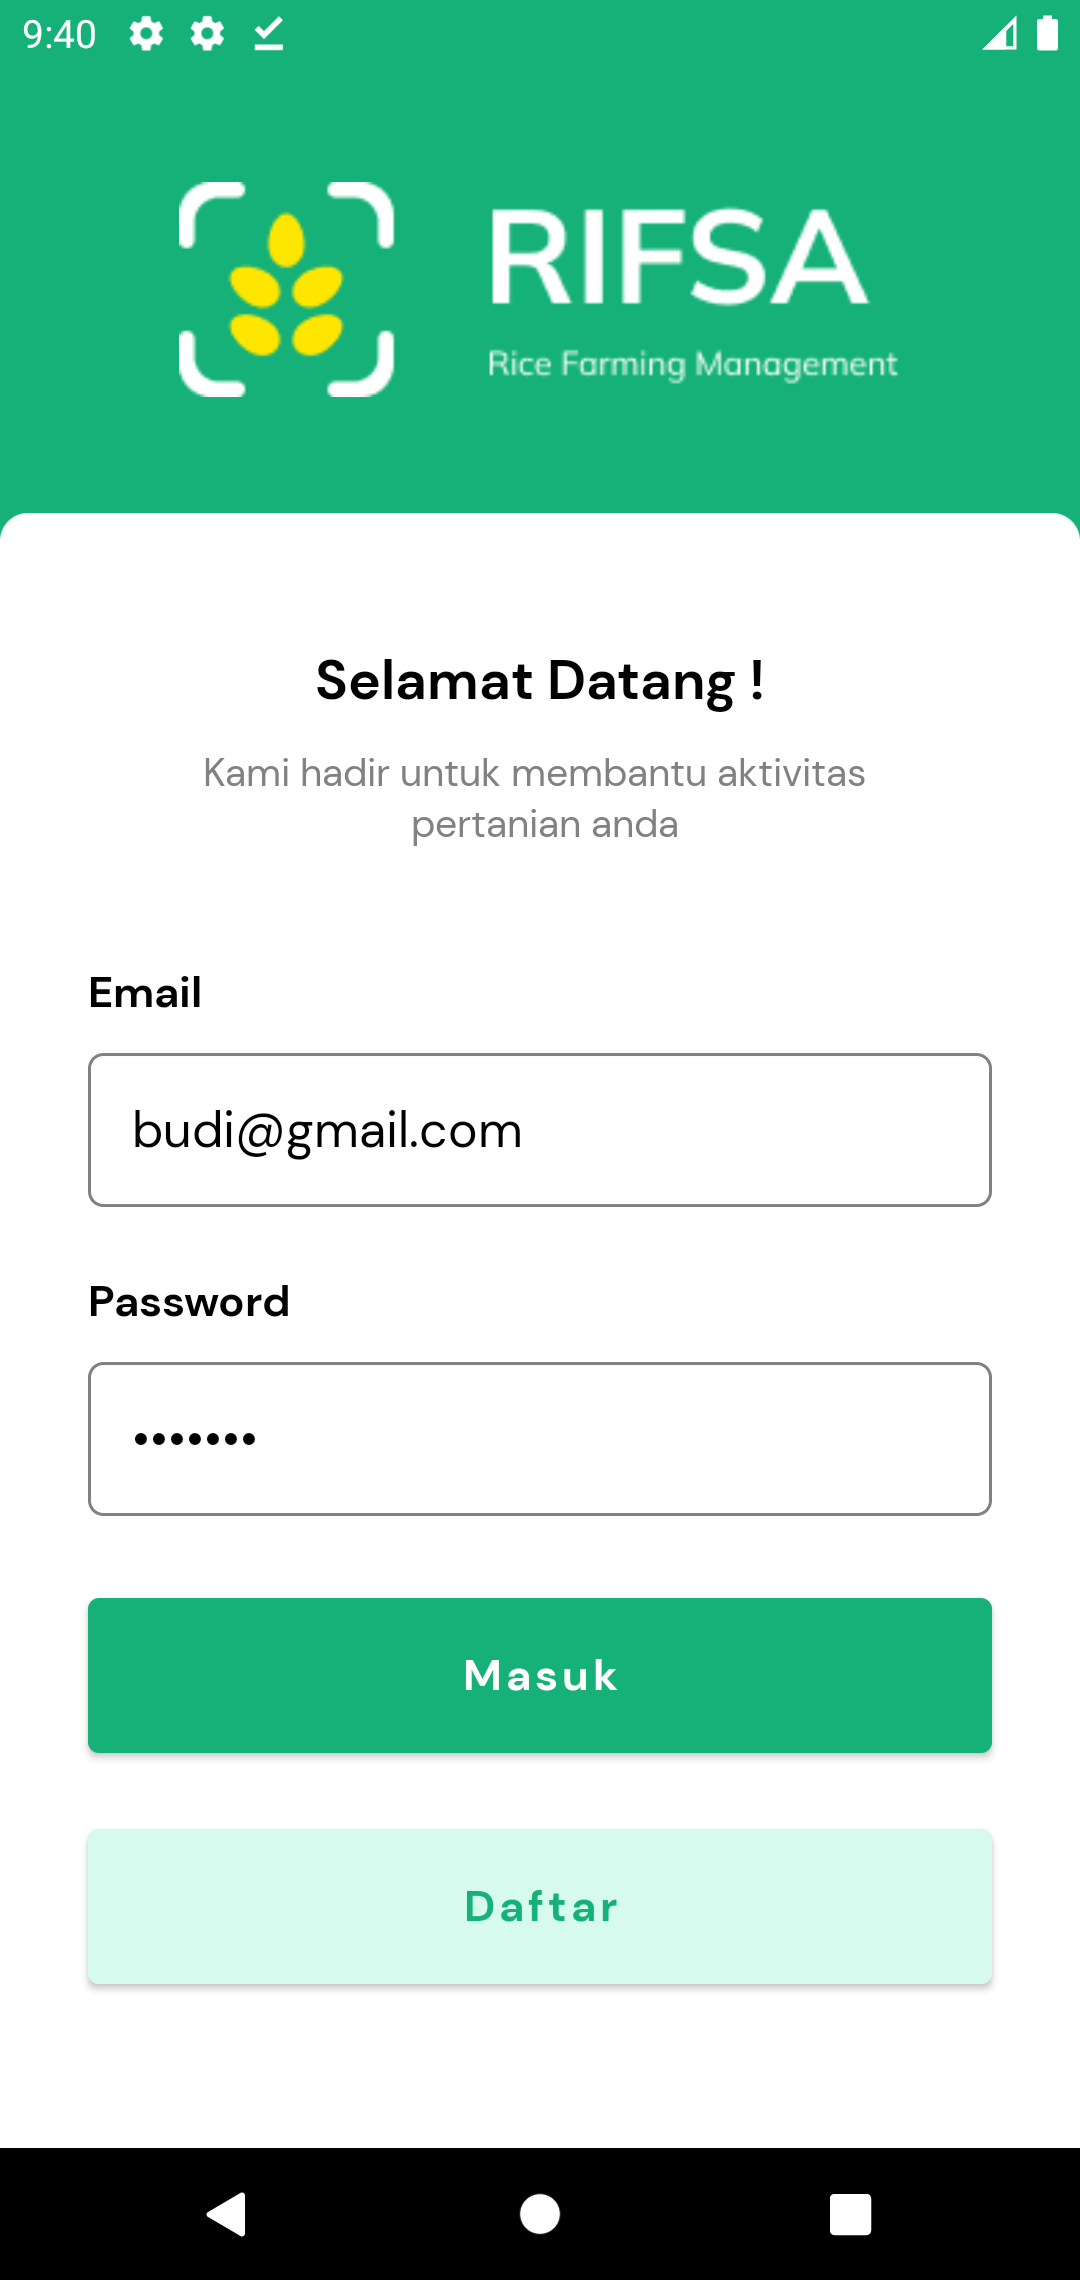 9:40
RIFSA
Rice Farming Management
Selamat Datang !
Kami hadir untuk membantu aktivitas
pertanian anda
Email
budi@gmail.com
Password
•••••••
Masuk
Daftar